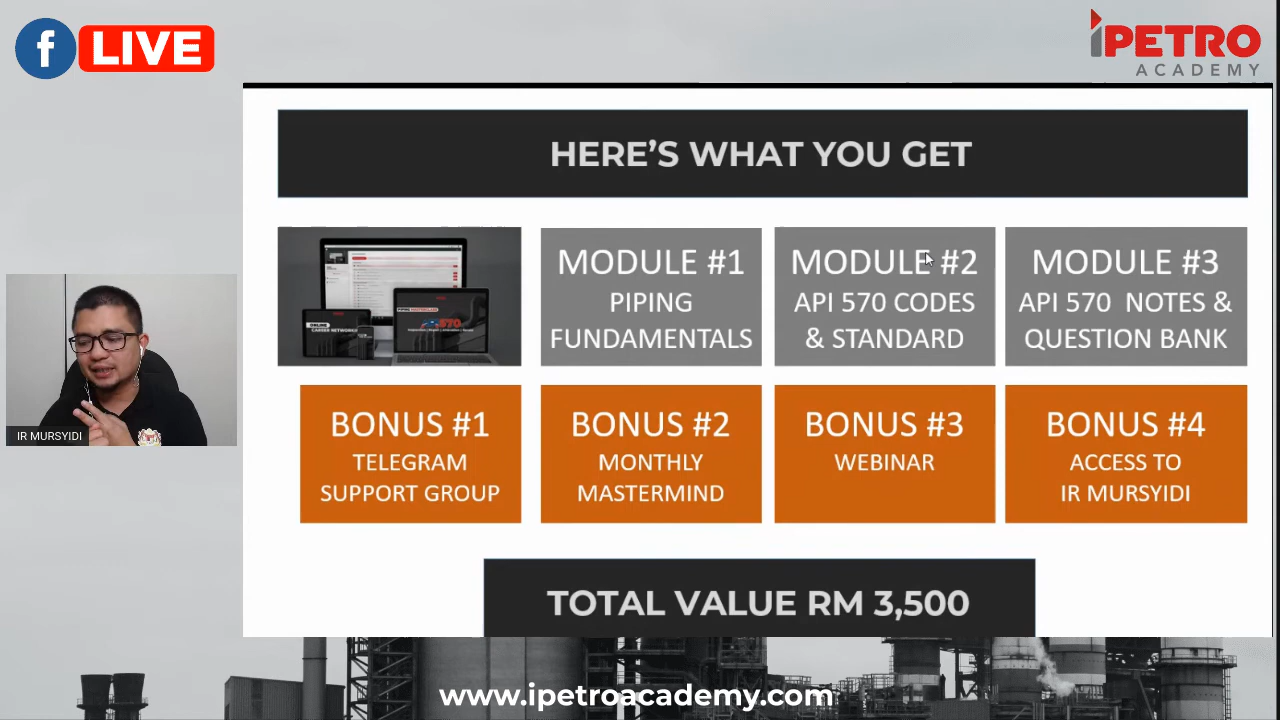 f LIVE
iPETRO
ACADEMY
HERE'S WHAT YOU GET
MODULE #1
PIPING
FUNDAMENTALS
MODULE #2
API 570 CODES
& STANDARD
MODULE #3
API 570 NOTES &
QUESTION BANK
IR MURSYIDI
BONUS #1
TELEGRAM
SUPPORT GROUP
BONUS #2
MONTHLY
MASTERMIND
BONUS #3
WEBINAR
BONUS #4
ACCESS TO
IR MURSYIDI
TOTAL VALUE RM 3,500
www.ipetroacademy.com